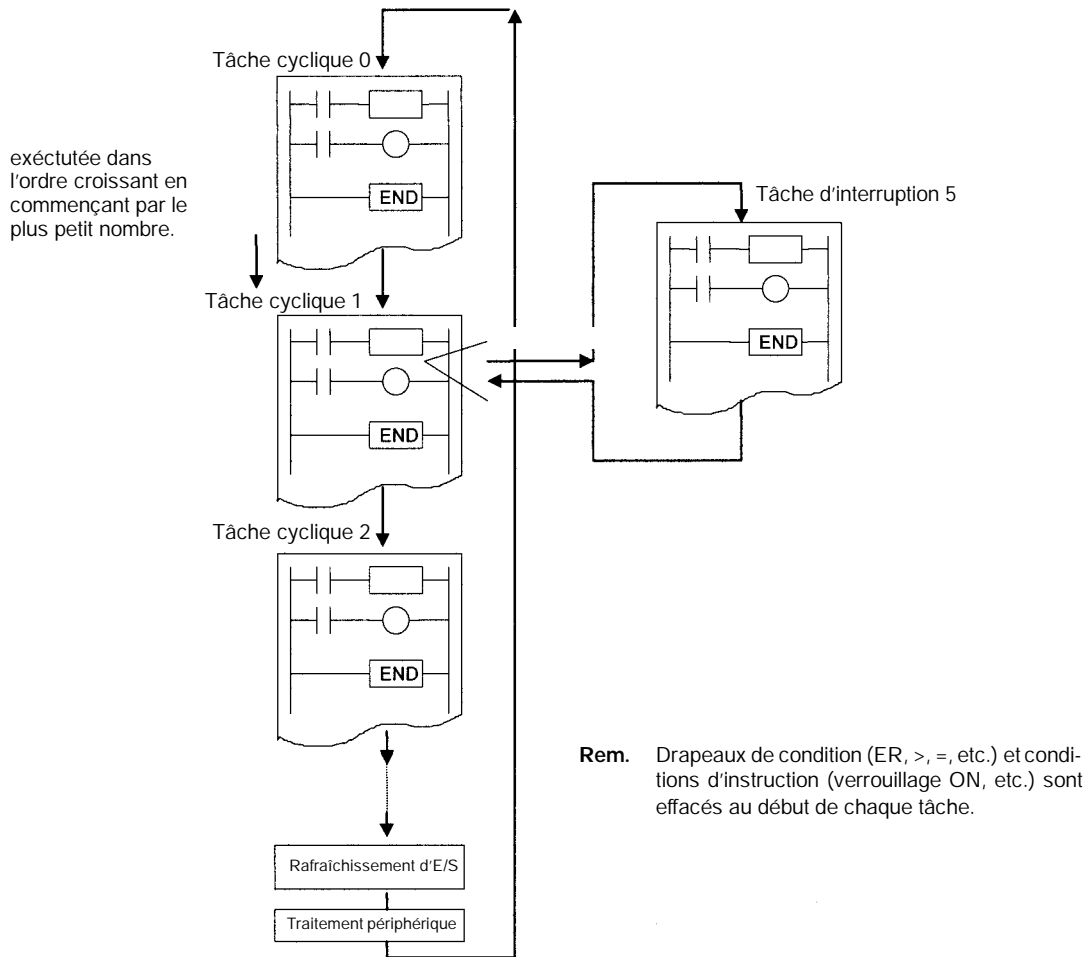 Tâche cyclique 0
END
exéctutée dans
l'ordre croissant en
commençant par le
plus petit nombre.
Tâche d'interruption 5
END
Tâche cyclique 1
END
Tâche cyclique 2
END
Rem. Drapeaux de condition (ER, >, =, etc.) et condi-
tions d'instruction (verrouillage ON, etc.) sont
effacés au début de chaque tâche.
Rafraîchissement d'E/S
Traitement périphérique